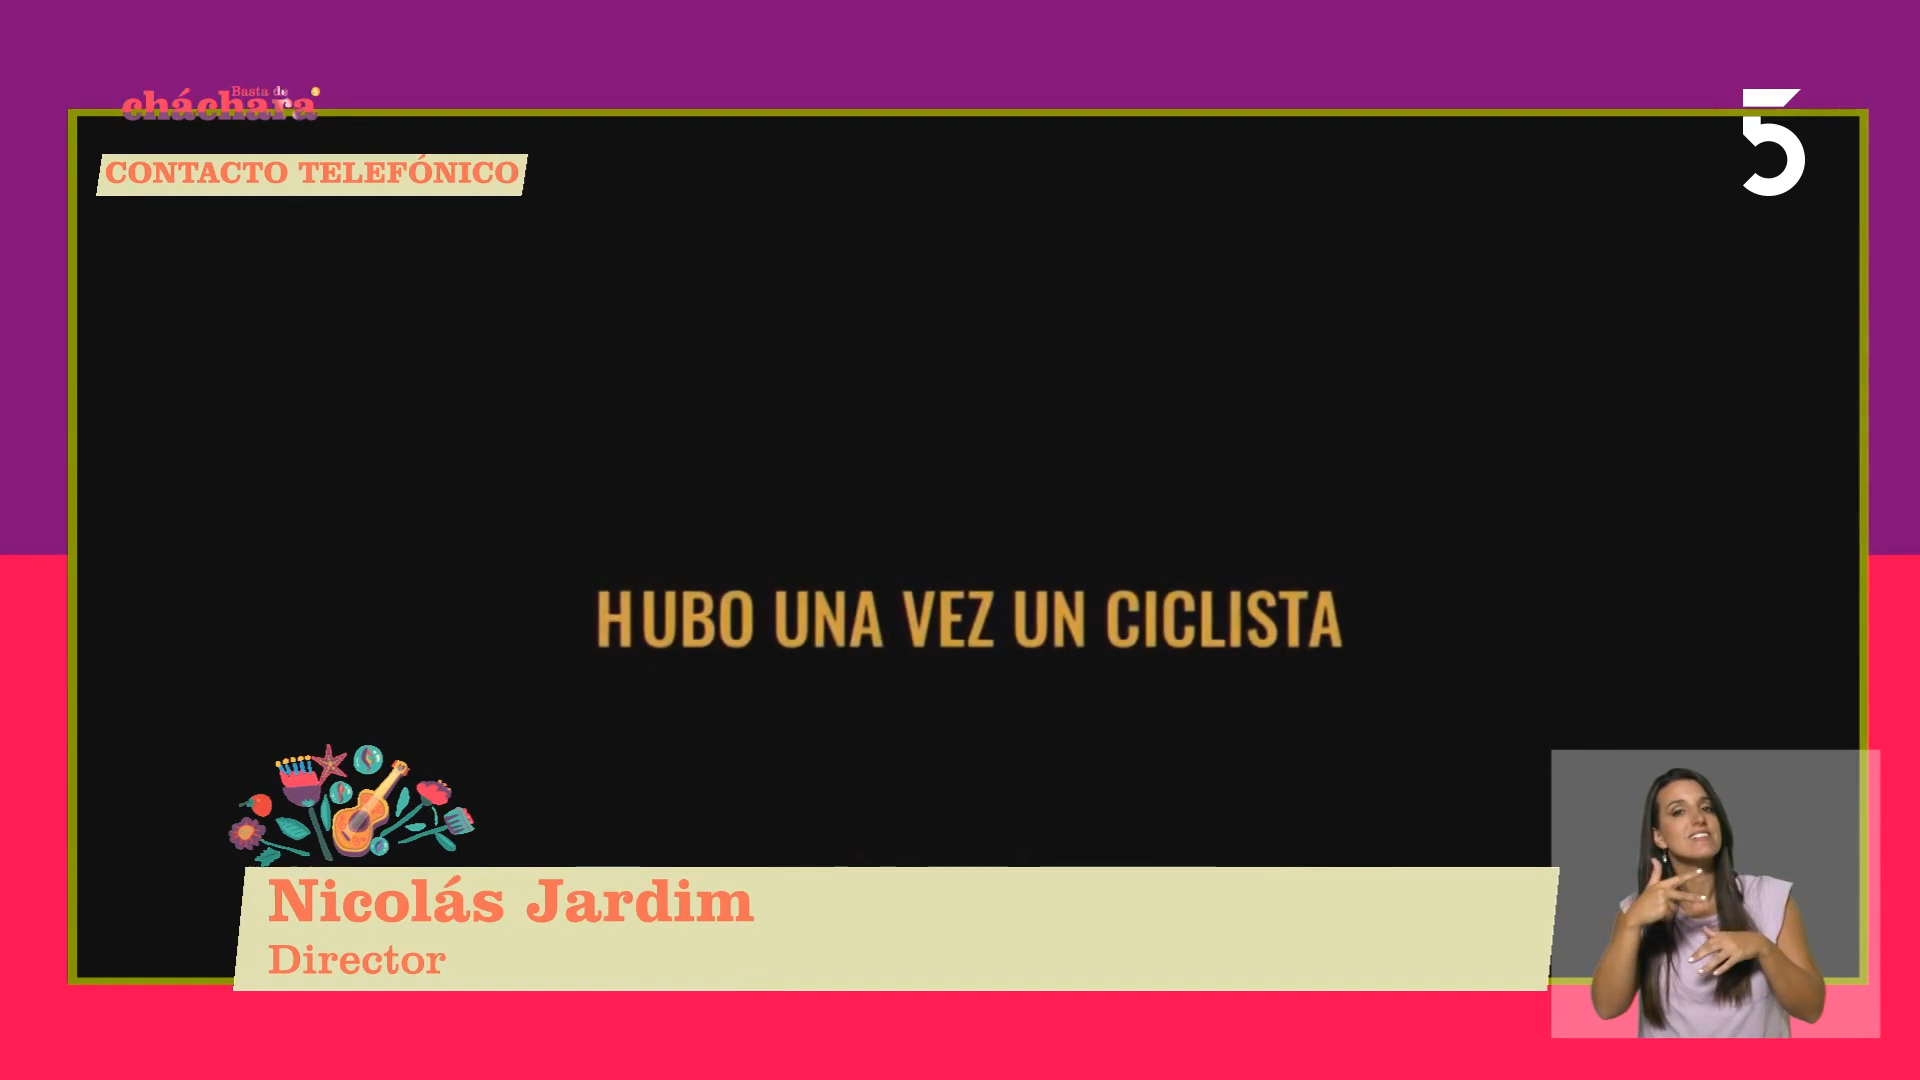 Basta de
cháchara
5
CONTACTO TELEFÓNICO
HUBO UNA VEZ UN CICLISTA
Nicolás Jardim
Director